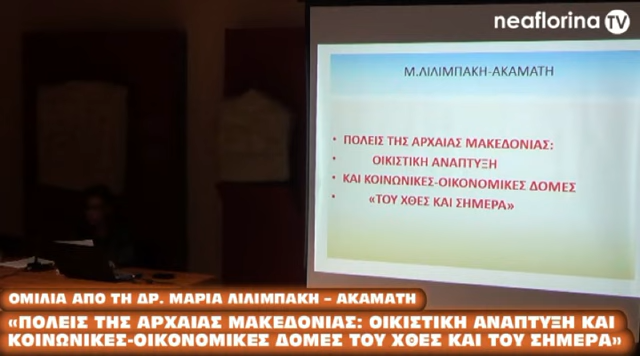 neaflorina TV
Μ.ΛΙΛΙΜΠΑΚΗ-ΑΚΑΜΑΤΗ
• ΠΟΛΕΙΣ ΤΗΣ ΑΡΧΑΙΑΣ ΜΑΚΕΔΟΝΙΑΣ:
• ΟΙΚΙΣΤΙΚΗ ΑΝΑΠΤΥΞΗ
• ΚΑΙ ΚΟΙΝΩΝΙΚΕΣ-ΟΙΚΟΝΟΜΙΚΕΣ ΔΟΜΕΣ
• «ΤΟΥ ΧΘΕΣ ΚΑΙ ΣΗΜΕΡΑ»
ΟΜΙΛΙΑ ΑΠΟ ΤΗ ΔΡ. ΜΑΡΙΑ ΛΙΛΙΜΠΑΚΗ – ΑΚΑΜΑΤΗ
«ΠΟΛΕΙΣ ΤΗΣ ΑΡΧΑΙΑΣ ΜΑΚΕΔΟΝΙΑΣ: ΟΙΚΙΣΤΙΚΗ ΑΝΑΠΤΥΞΗ ΚΑΙ
ΚΟΙΝΩΝΙΚΕΣ-ΟΙΚΟΝΟΜΙΚΕΣ ΔΟΜΕΣ ΤΟΥ ΧΘΕΣ ΚΑΙ ΤΟΥ ΣΗΜΕΡΑ»